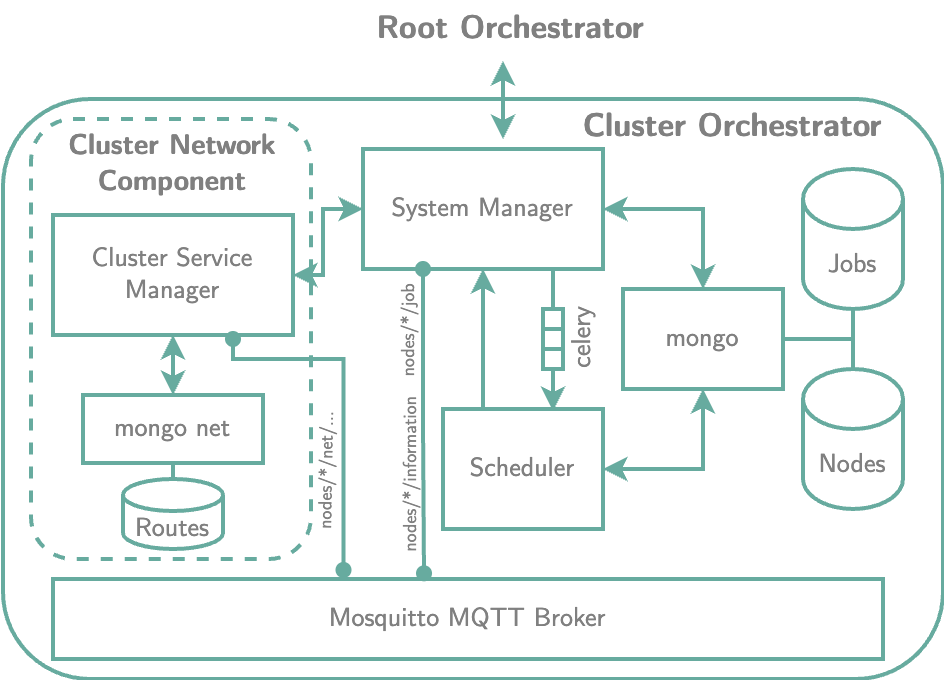 Root Orchestrator
Cluster Orchestrator
Cluster Network
Component
System Manager
Cluster Service
Manager
Jobs
nodes/*/job
celery
mongo
mongo net
nodes/*/net/...
nodes/*/information
Scheduler
Nodes
Routes
Mosquitto MQTT Broker